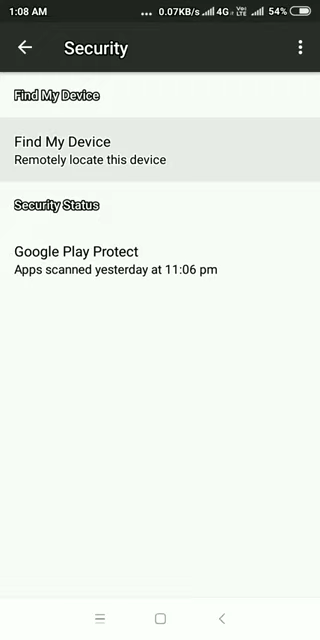 1:08 AM ... 0.07KB/s 4G Vo) LTE 54%
Security
Find My Device
Find My Device
Remotely locate this device
Security Status
Google Play Protect
Apps scanned yesterday at 11:06 pm